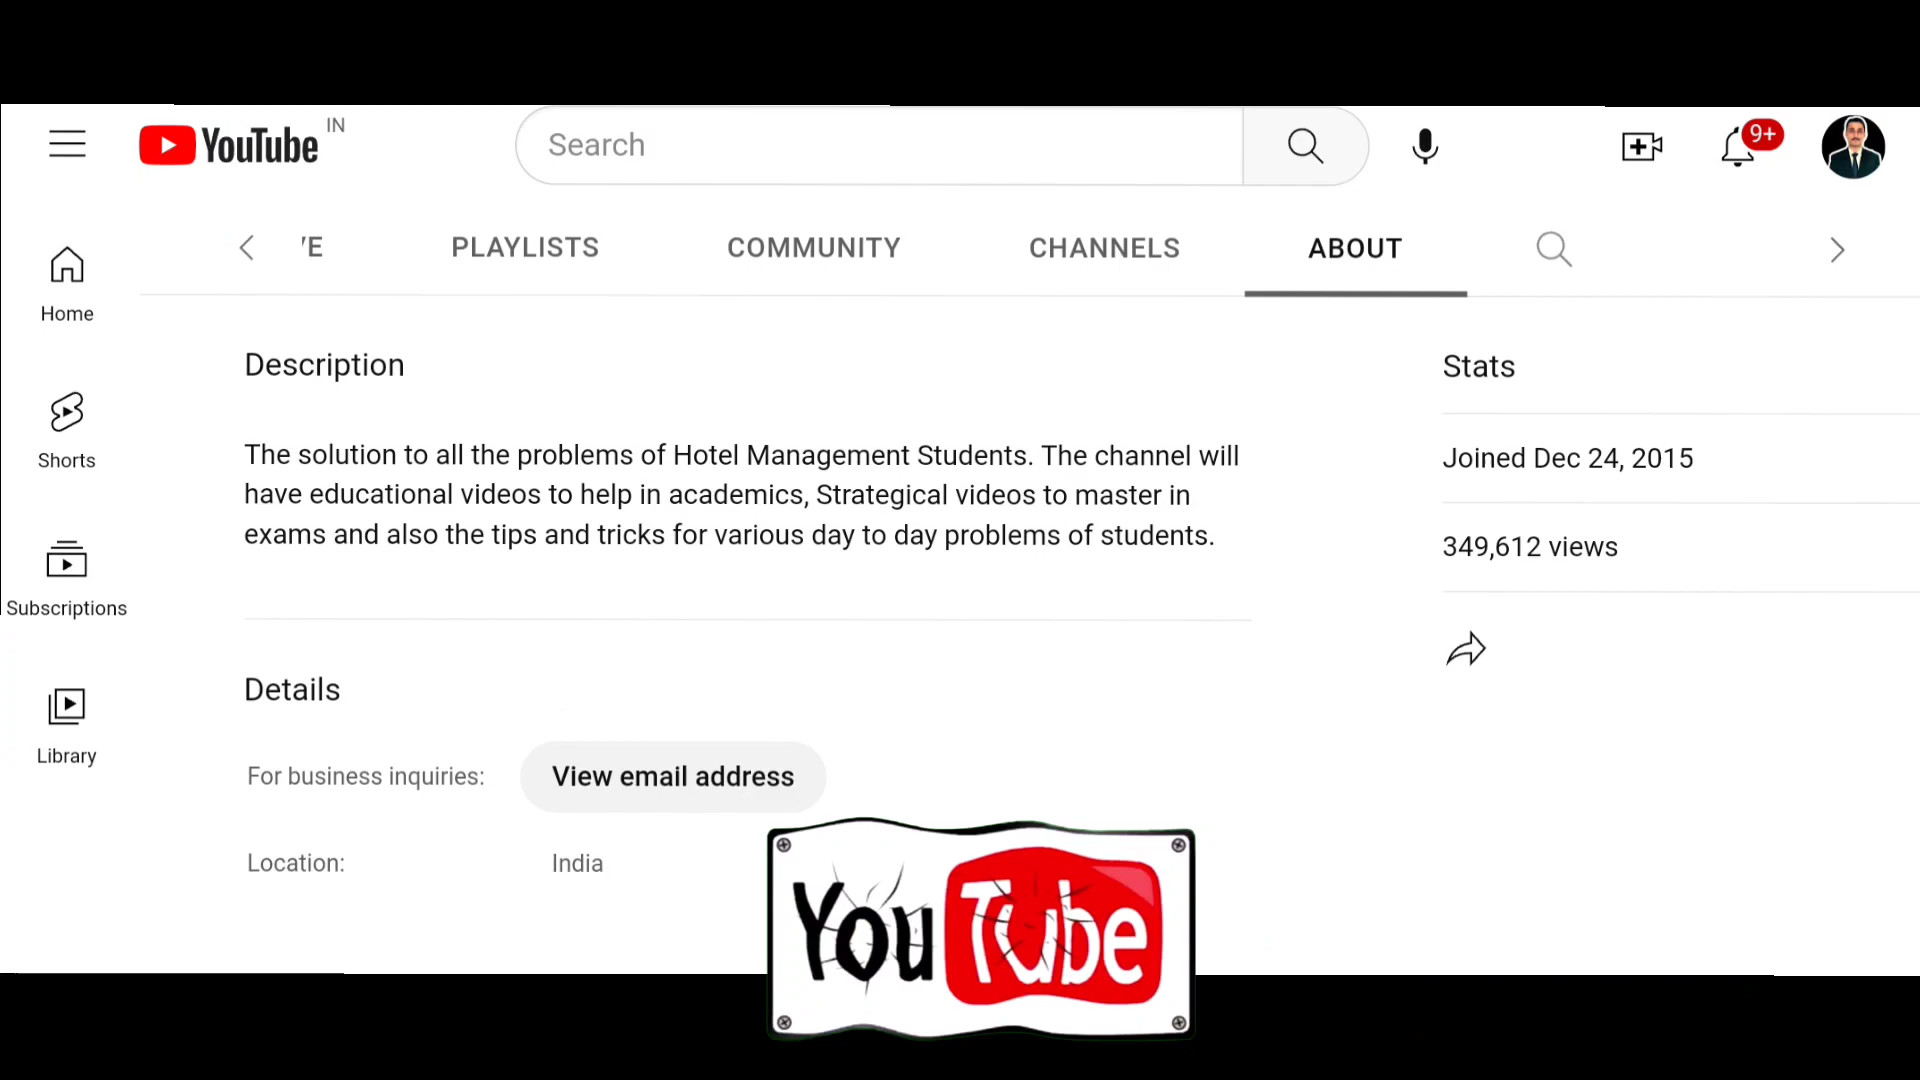 YouTube IN
Search
9+
'E PLAYLISTS COMMUNITY CHANNELS ABOUT
Home
Shorts
Subscriptions
Library
Description
The solution to all the problems of Hotel Management Students. The channel will
have educational videos to help in academics, Strategical videos to master in
exams and also the tips and tricks for various day to day problems of students.
Details
For business inquiries: View email address
Location: India
Stats
Joined Dec 24, 2015
349,612 views
YouTube